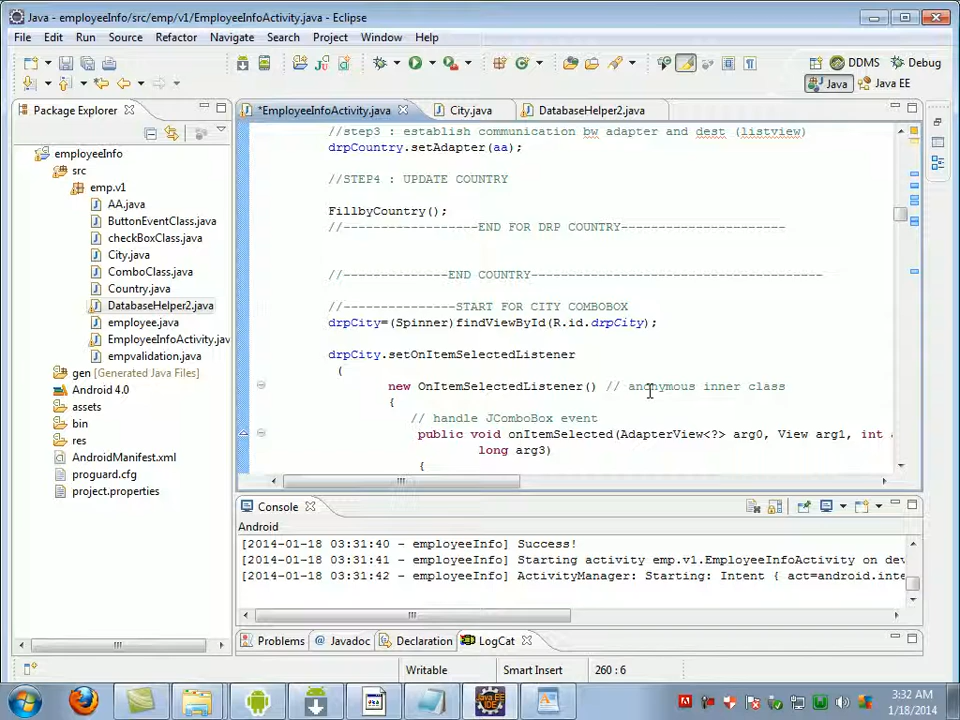 Java - employeeInfo/src/emp/v1/EmployeeInfoActivity.java - Eclipse
File Edit Run Source Refactor Navigate Search Project Window Help
DDMS Debug
Java Java EE
Package Explorer
employeeInfo
src
emp.v1
AA.java
ButtonEventClass.java
checkBoxClass.java
City.java
ComboClass.java
Country.java
DatabaseHelper2.java
employee.java
EmployeeInfoActivity.jav
empvalidation.java
gen [Generated Java Files]
Android 4.0
assets
bin
res
AndroidManifest.xml
proguard.cfg
project.properties
*EmployeeInfoActivity.java City.java DatabaseHelper2.java
//step3 : establish communication bw adapter and dest (listview)
drpCountry.setAdapter(aa);
//STEP4 : UPDATE COUNTRY
FillbyCountry();
//------------------END FOR DRP COUNTRY----------------------
//--------------END COUNTRY---------------------------------------
//---------------START FOR CITY COMBOBOX
drpCity=(Spinner)findViewById(R.id.drpCity);
drpCity.setOnItemSelectedListener
(
new OnItemSelectedListener() // anonymous inner class
{
// handle JComboBox event
public void onItemSelected(AdapterView<?> arg0, View arg1, int a
long arg3)
{
Console
Android
[2014-01-18 03:31:40 - employeeInfo] Success!
[2014-01-18 03:31:41 - employeeInfo] Starting activity emp.v1.EmployeeInfoActivity on dev
[2014-01-18 03:31:42 - employeeInfo] ActivityManager: Starting: Intent { act=android.inte
Problems Javadoc Declaration LogCat
Writable Smart Insert 260 : 6
3:32 AM
1/18/2014